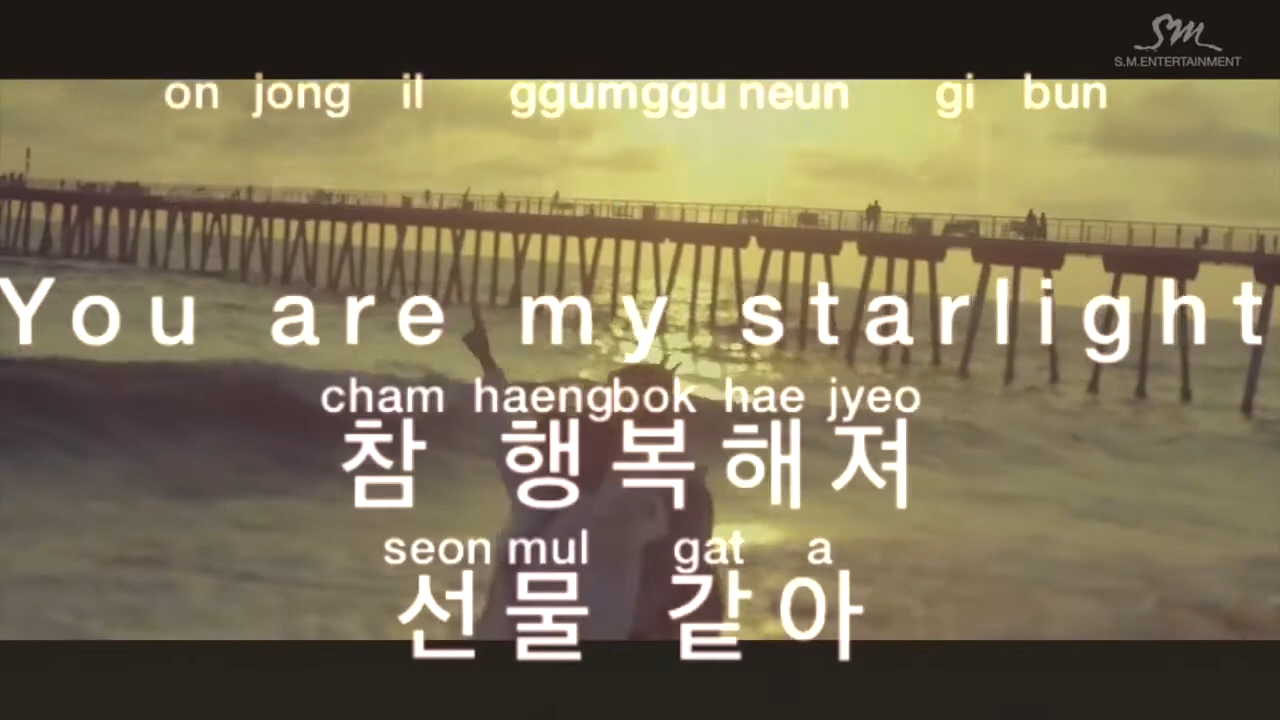 SM
S.M.ENTERTAINMENT
on jong il ggumggu neun gi bun
You are my starlight
cham haengbok hae jyeo
참 행복해져
seon mul gat a
선물 같아